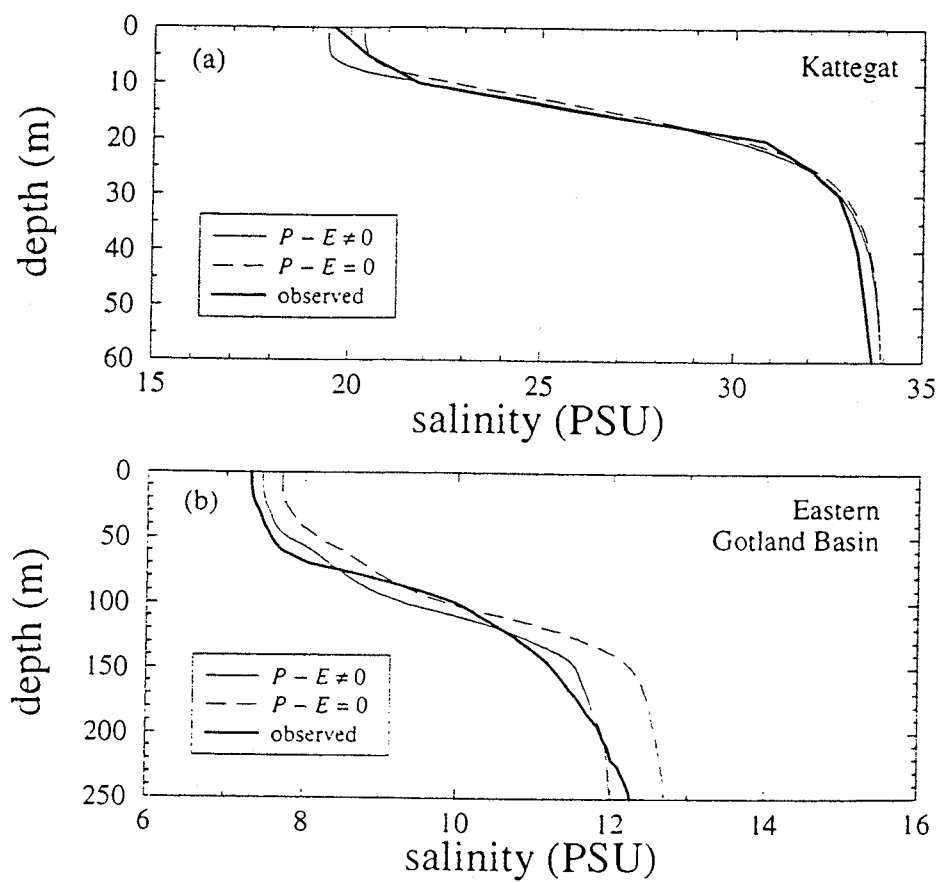 0
10
20
30
40
50
60
depth (m)
(a)
Kattegat
P – E ≠ 0
P – E = 0
observed
15
20
25
30
35
salinity (PSU)
0
50
100
150
200
250
depth (m)
(b)
Eastern
Gotland Basin
P – E ≠ 0
P – E = 0
observed
6
8
10
12
14
16
salinity (PSU)